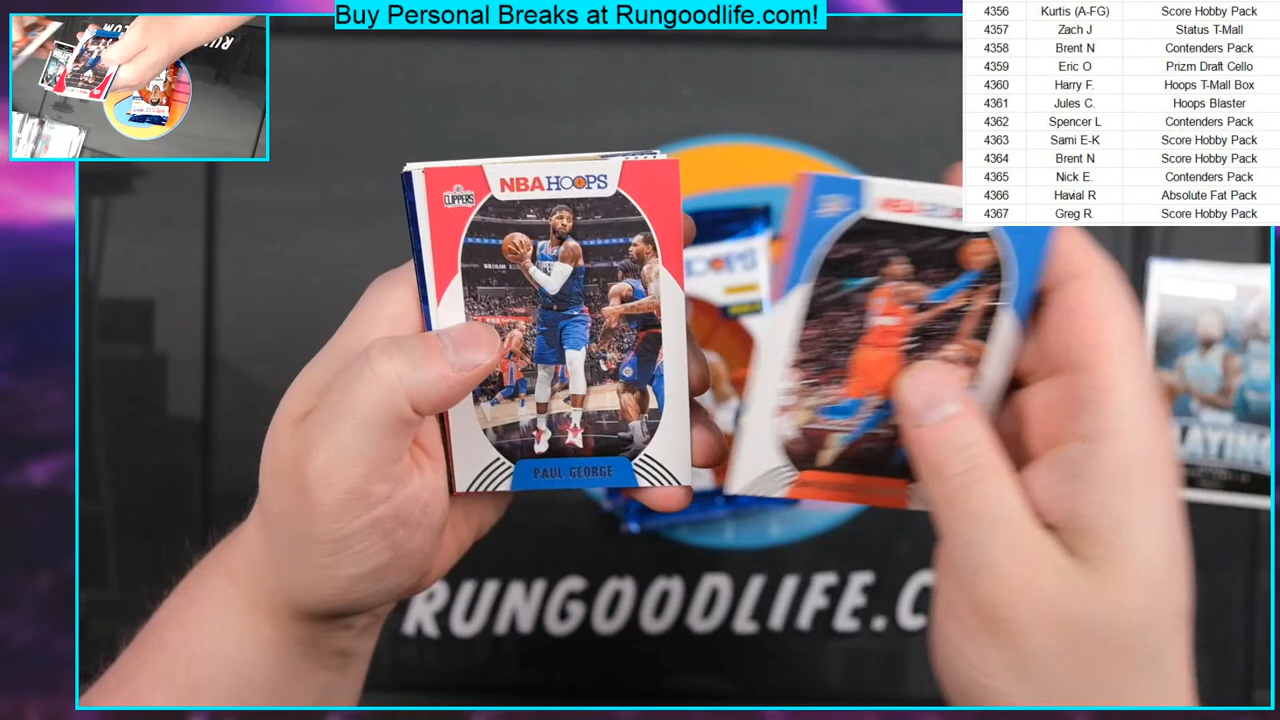 Buy Personal Breaks at Rungoodlife.com!
4356 Kurtis (A-FG) Score Hobby Pack
4357 Zach J Status T-Mall
4358 Brent N Contenders Pack
4359 Eric O Prizm Draft Cello
4360 Harry F. Hoops T-Mall Box
4361 Jules C. Hoops Blaster
4362 Spencer L Contenders Pack
4363 Sami E-K Score Hobby Pack
4364 Brent N Score Hobby Pack
4365 Nick E. Contenders Pack
4366 Havial R Absolute Fat Pack
4367 Greg R. Score Hobby Pack
NBA HOOPS
CLIPPERS
PAUL GEORGE
RUNGOODLIFE.C